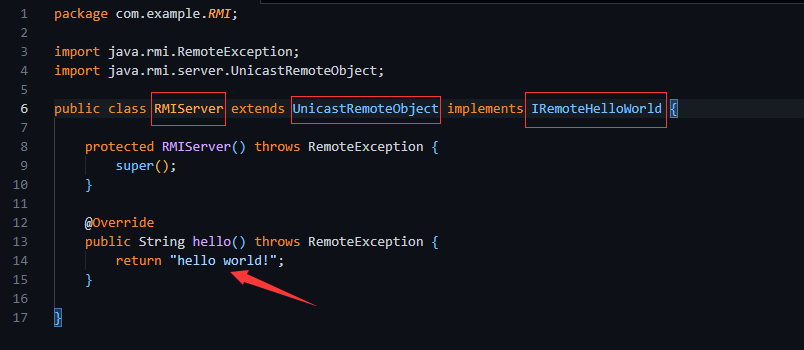 1 package com.example.RMI;
2
3 import java.rmi.RemoteException;
4 import java.rmi.server.UnicastRemoteObject;
5
6 public class RMIServer extends UnicastRemoteObject implements IRemoteHelloWorld {
7
8 protected RMIServer() throws RemoteException {
9 super();
10 }
11
12 @Override
13 public String hello() throws RemoteException {
14 return "hello world!";
15 }
16
17 }